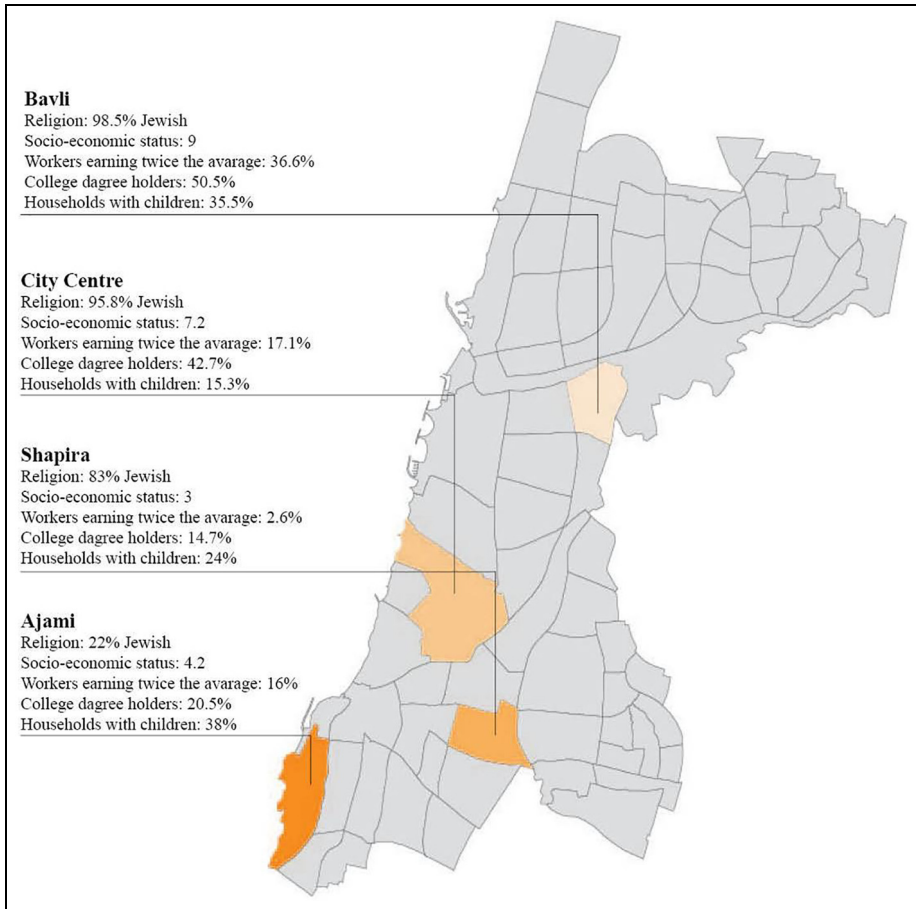 Bavli
Religion: 98.5% Jewish
Socio-economic status: 9
Workers earning twice the avarage: 36.6%
College dagree holders: 50.5%
Households with children: 35.5%
City Centre
Religion: 95.8% Jewish
Socio-economic status: 7.2
Workers earning twice the avarage: 17.1%
College dagree holders: 42.7%
Households with children: 15.3%
Shapira
Religion: 83% Jewish
Socio-economic status: 3
Workers earning twice the avarage: 2.6%
College dagree holders: 14.7%
Households with children: 24%
Ajami
Religion: 22% Jewish
Socio-economic status: 4.2
Workers earning twice the avarage: 16%
College dagree holders: 20.5%
Households with children: 38%